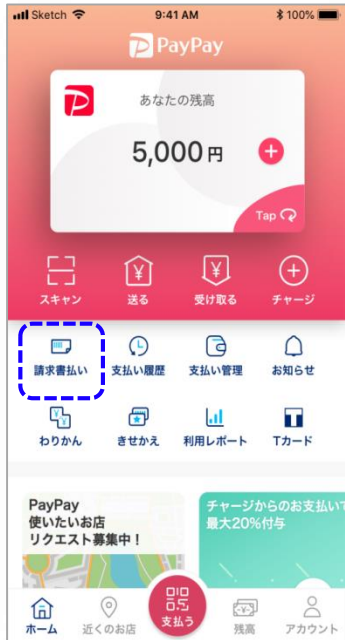 Sketch 9:41 AM 100%
PayPay
あなたの残高
5,000 円
Tap
スキャン 送る 受け取る チャージ
請求書払い 支払い履歴 支払い管理 お知らせ
わりかん きせかえ 利用レポート Tカード
PayPay
使いたいお店
リクエスト募集中！
チャージからのお支払いで
最大20%付与
ホーム 近くのお店 支払う 残高 アカウント